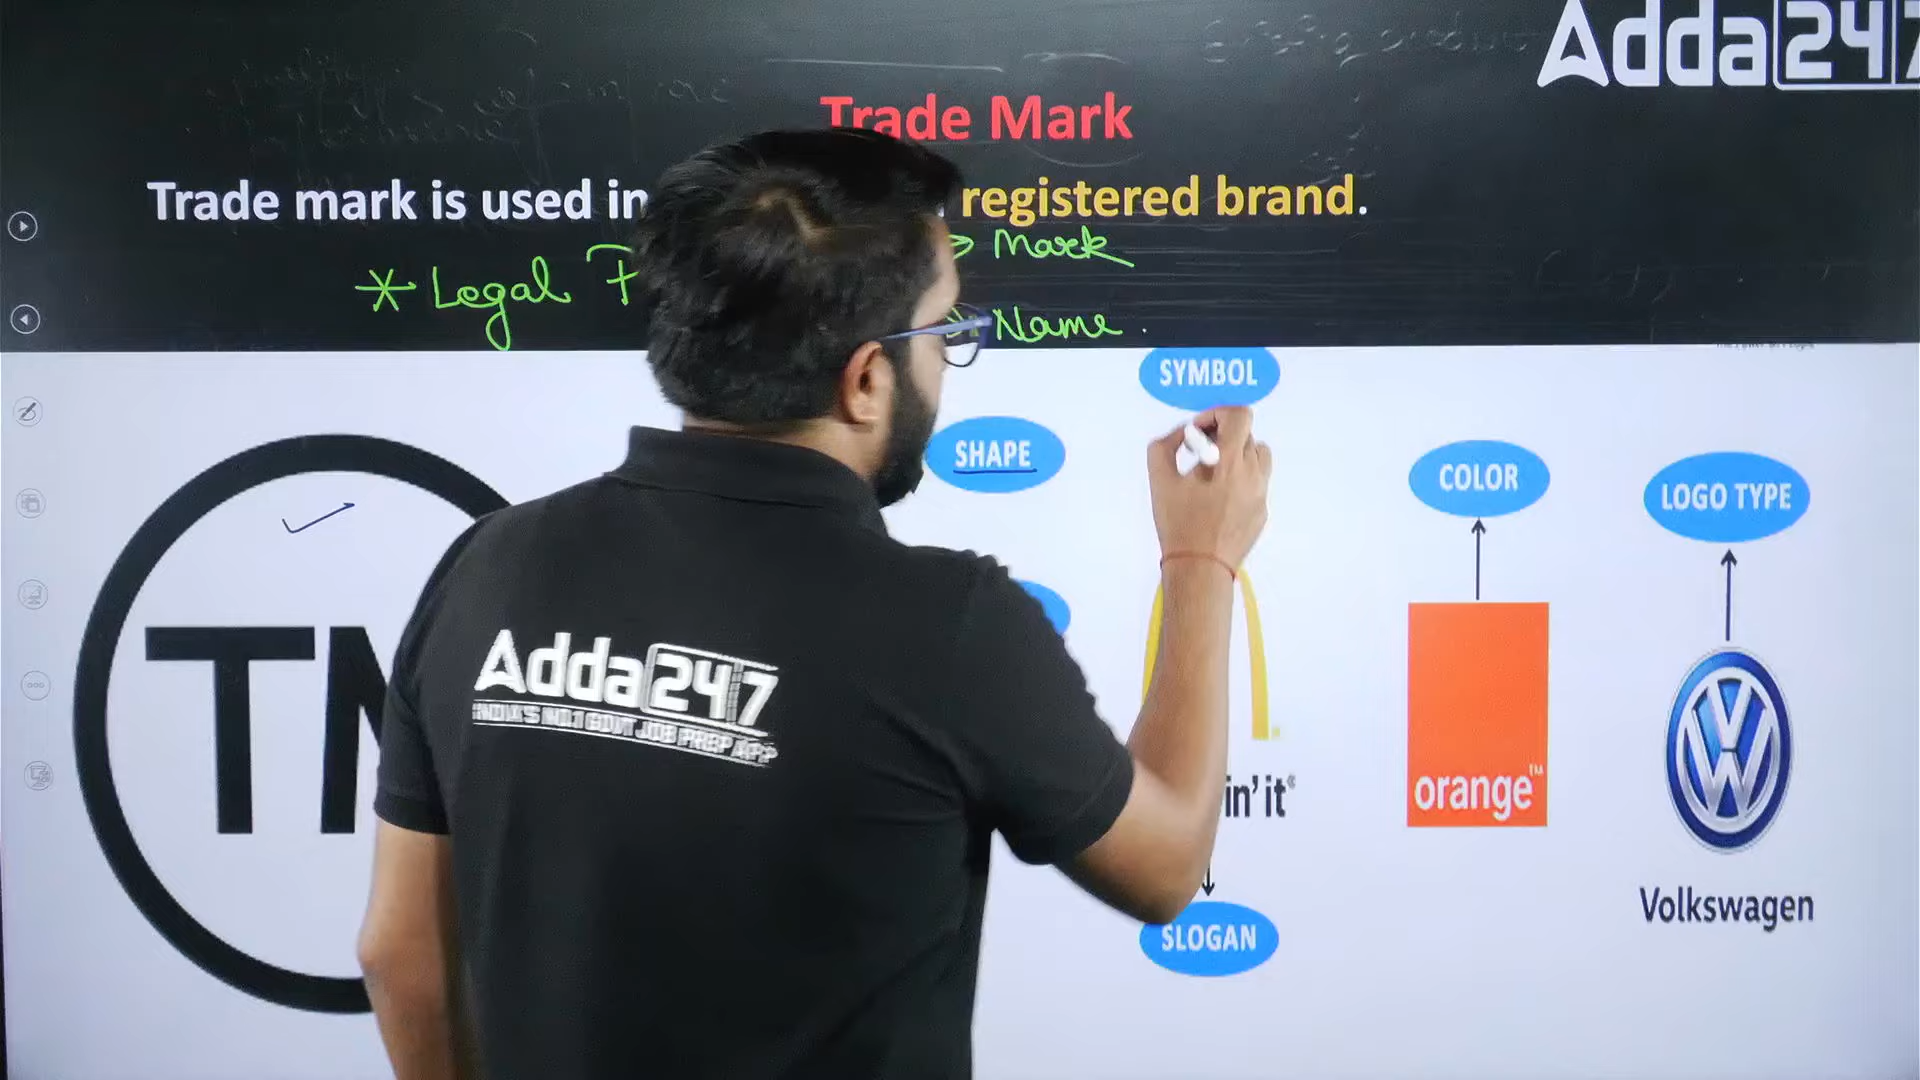 Adda247
Trade Mark
Trade mark is used in registered brand.
Mark
* Legal
Name.
SYMBOL
SHAPE
COLOR
LOGO TYPE
TM
Adda247
INDIA'S NO.1 GOVT JOB PREP APP
in' it®
orange™
Volkswagen
SLOGAN